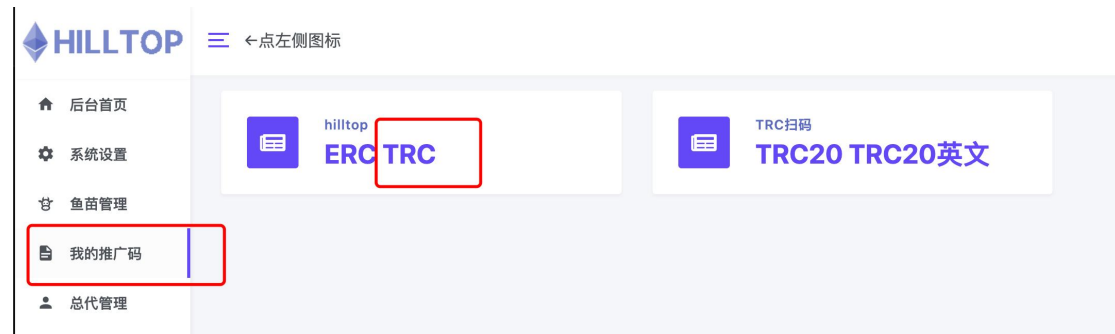 HILLTOP
←点左侧图标
后台首页
系统设置
鱼苗管理
我的推广码
总代管理
hilltop
ERC TRC
TRC扫码
TRC20 TRC20英文